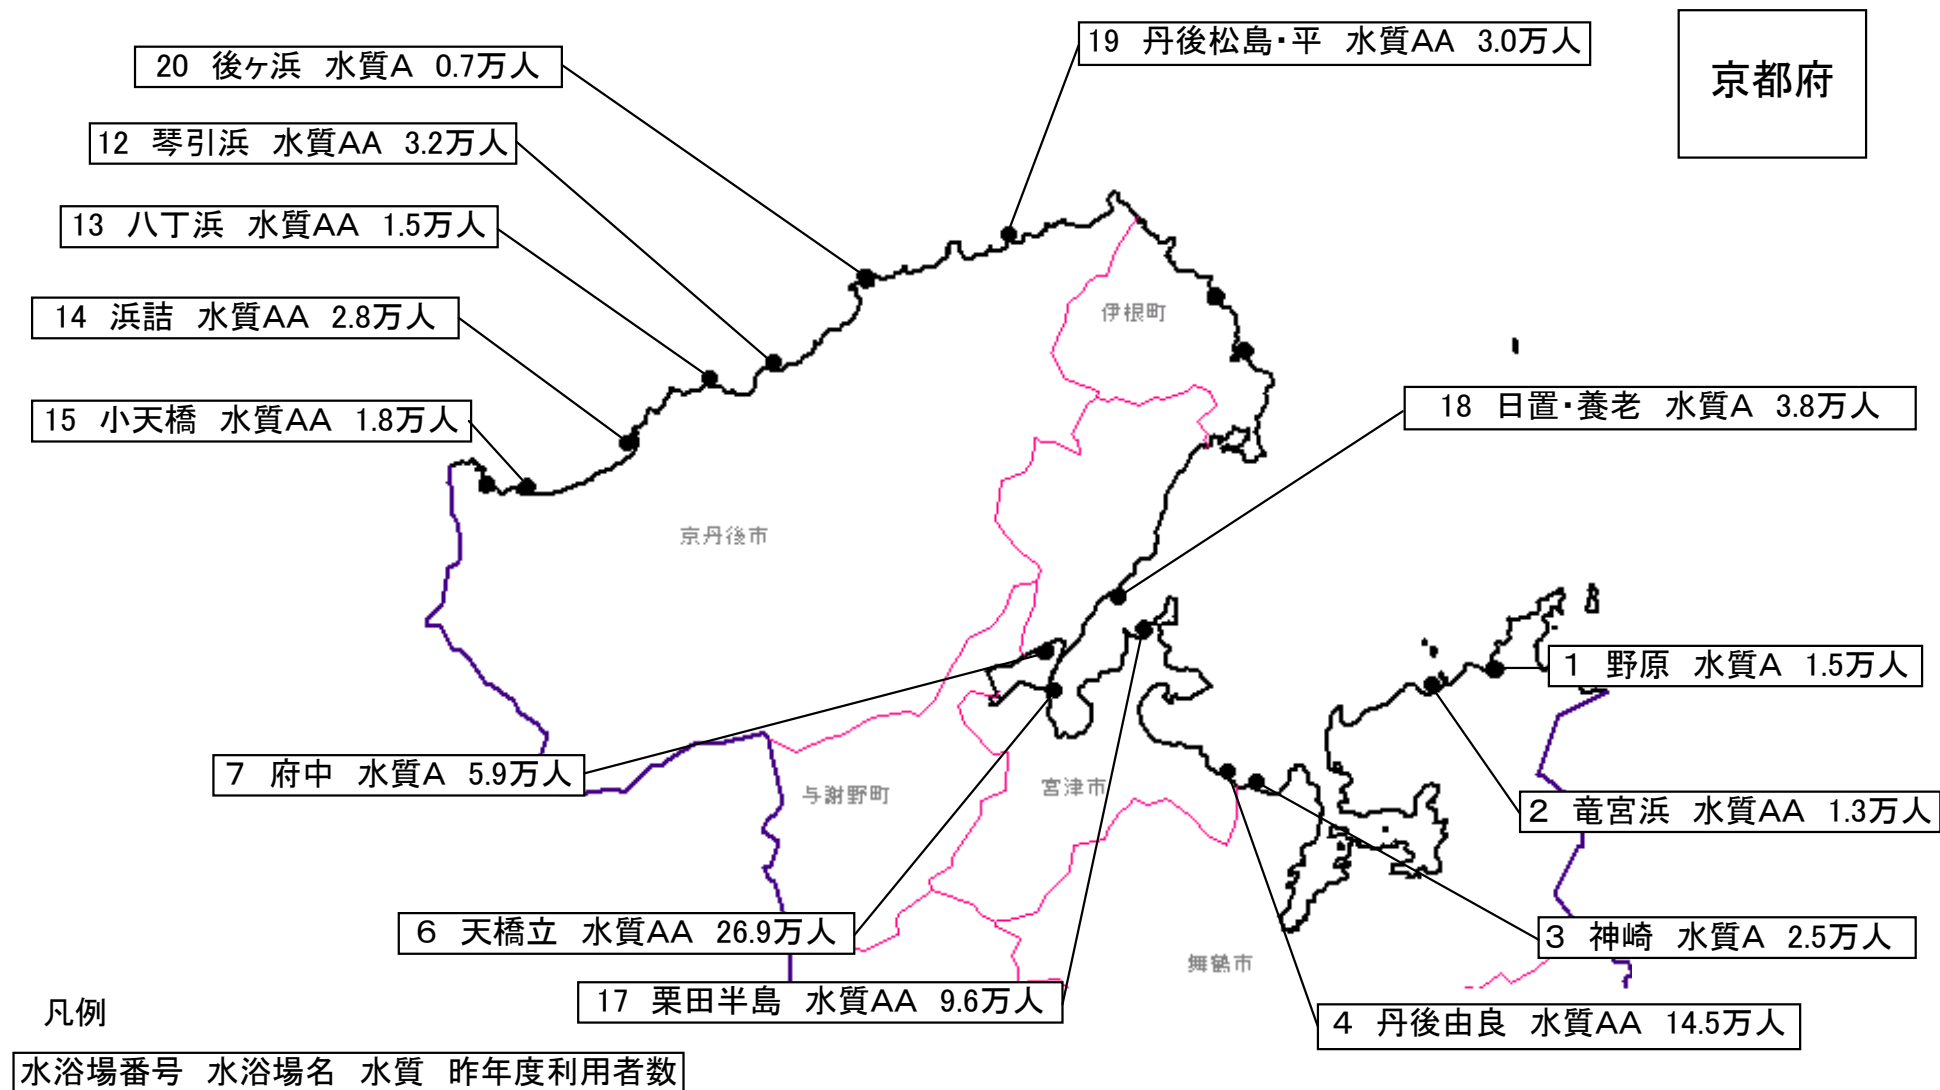 京都府
19 丹後松島・平 水質AA 3.0万人
20 後ヶ浜 水質A 0.7万人
12 琴引浜 水質AA 3.2万人
13 八丁浜 水質AA 1.5万人
14 浜詰 水質AA 2.8万人
15 小天橋 水質AA 1.8万人
伊根町
18 日置・養老 水質A 3.8万人
京丹後市
1 野原 水質A 1.5万人
7 府中 水質A 5.9万人
与謝野町
宮津市
2 竜宮浜 水質AA 1.3万人
6 天橋立 水質AA 26.9万人
3 神崎 水質A 2.5万人
舞鶴市
17 栗田半島 水質AA 9.6万人
4 丹後由良 水質AA 14.5万人
凡例
水浴場番号 水浴場名 水質 昨年度利用者数